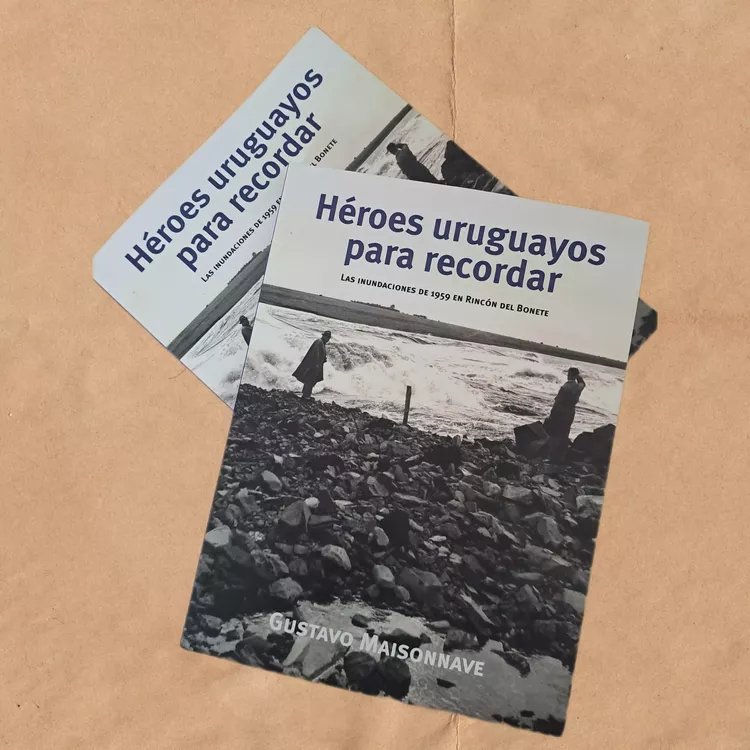 Héroes uruguayos
para recordar
Las inundaciones de 1959 en
del Bonete
Héroes uruguayos
para recordar
Las inundaciones de 1959 en Rincón del Bonete
Gustavo Maisonnave